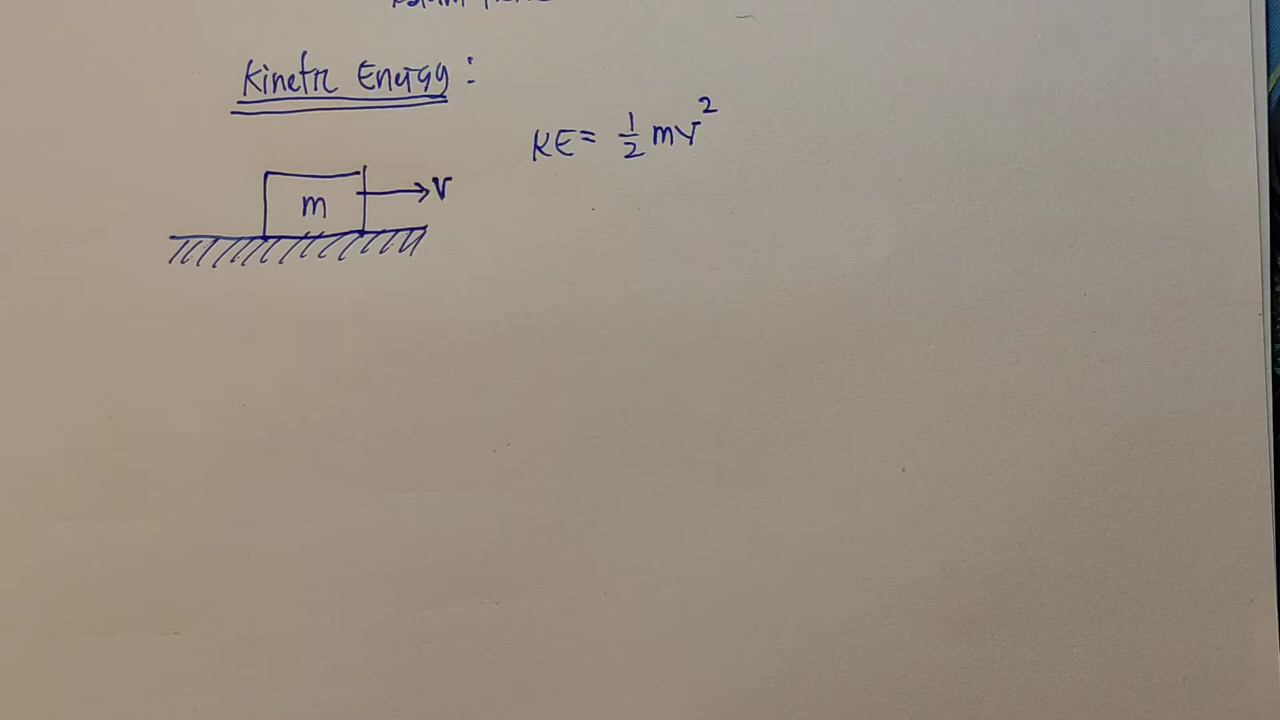 Kinetic Energy :
KE = 1/2 mv²
m
v